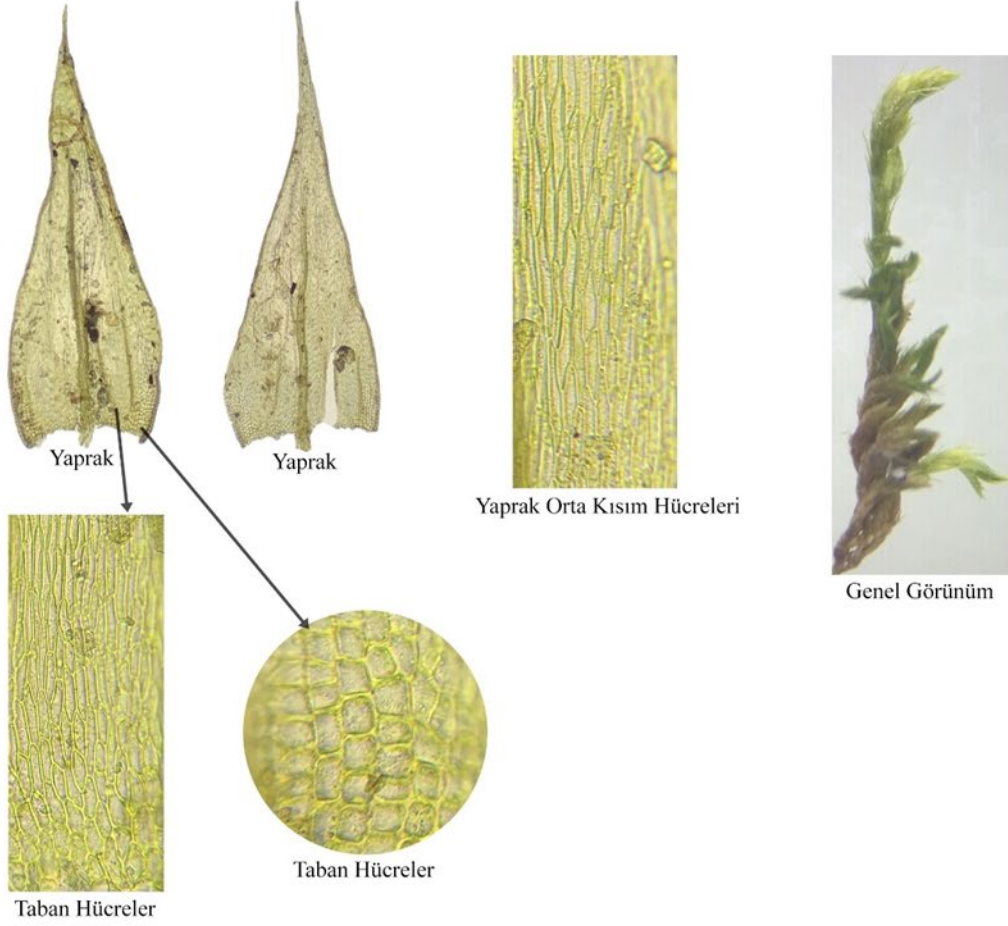 Yaprak
Yaprak
Yaprak Orta Kısım Hücreleri
Genel Görünüm
Taban Hücreler
Taban Hücreler